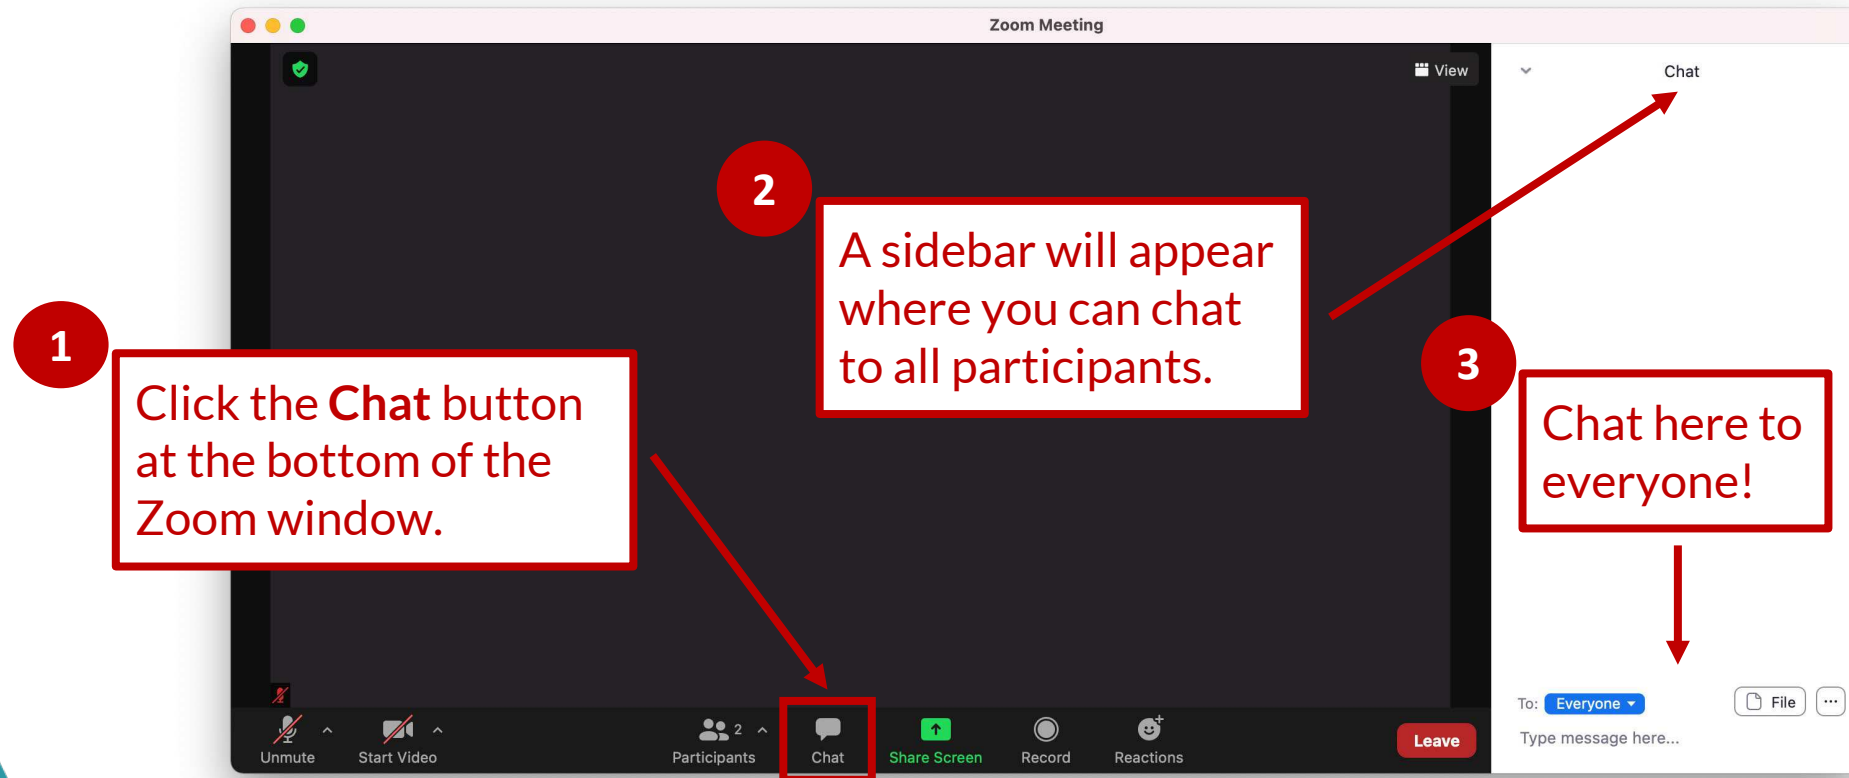 Zoom Meeting
View
Chat
2
A sidebar will appear
where you can chat
to all participants.
1
Click the Chat button
at the bottom of the
Zoom window.
3
Chat here to
everyone!
To: Everyone
File
Type message here...
Unmute
Start Video
2
Participants
Chat
Share Screen
Record
Reactions
Leave